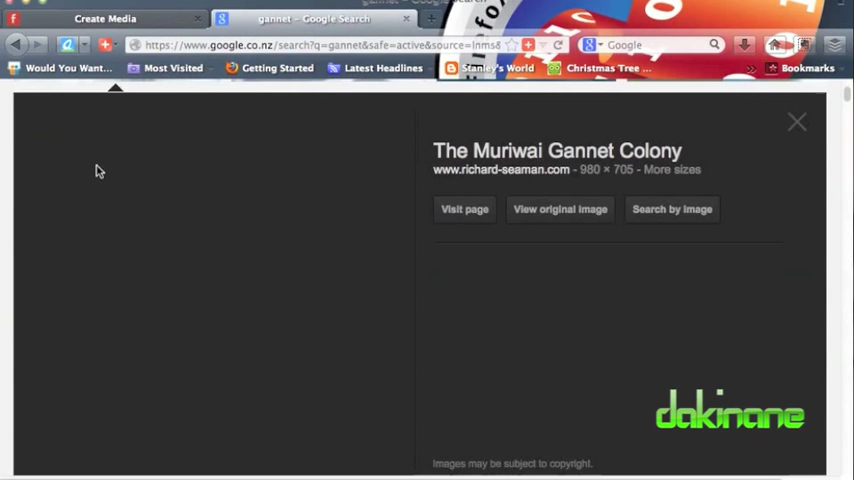 gannet – Google Search
Create Media
gannet – Google Search
https://www.google.co.nz/search?q=gannet&safe=active&source=lnms&
Google
Would You Want...
Most Visited
Getting Started
Latest Headlines
Stanley's World
Christmas Tree ...
Bookmarks
The Muriwai Gannet Colony
www.richard-seaman.com - 980 × 705 - More sizes
Visit page
View original image
Search by image
dakinane
Images may be subject to copyright.